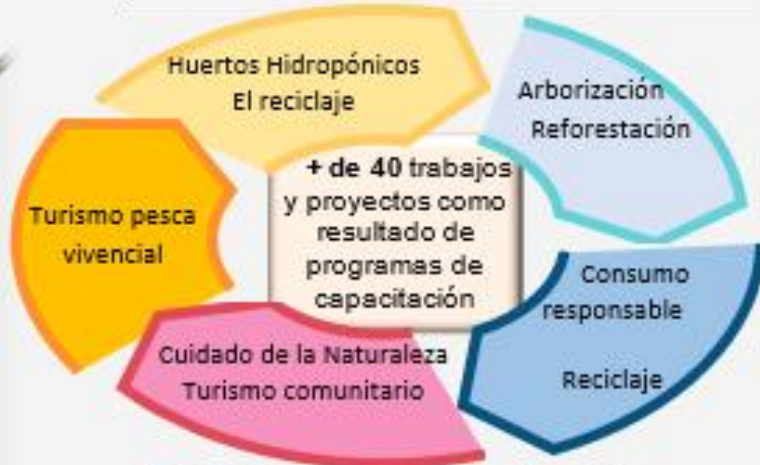 Huertos Hidropónicos
El reciclaje
Arborización
Reforestación
+ de 40 trabajos
y proyectos como
resultado de
programas de
capacitación
Turismo pesca
vivencial
Consumo
responsable
Reciclaje
Cuidado de la Naturaleza
Turismo comunitario